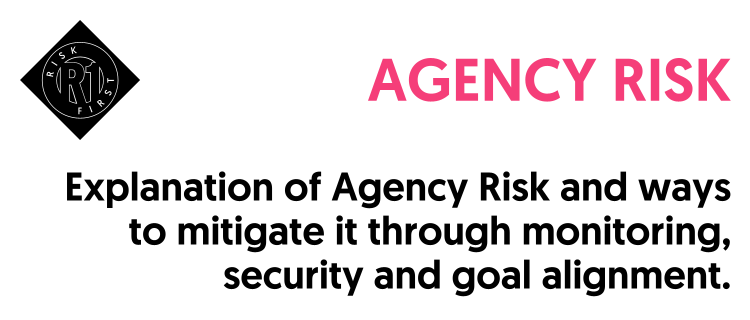 RISK
R1
FIRST
AGENCY RISK
Explanation of Agency Risk and ways
to mitigate it through monitoring,
security and goal alignment.